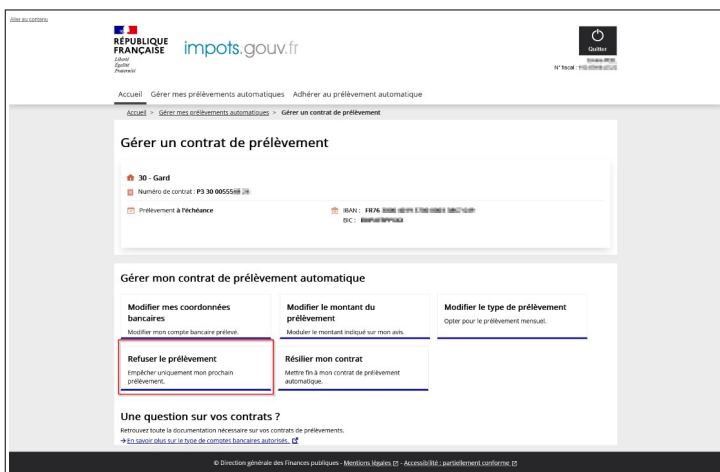 Aller au contenu
RÉPUBLIQUE
FRANÇAISE
Liberté
Égalité
Fraternité
impots.gouv.fr
Quitter
N° fiscal :
Accueil Gérer mes prélèvements automatiques Adhérer au prélèvement automatique
Accueil > Gérer mes prélèvements automatiques > Gérer un contrat de prélèvement
Gérer un contrat de prélèvement
30 - Gard
Numéro de contrat : P3 30 00555
Prélèvement à l'échéance
IBAN : FR76
BIC :
Gérer mon contrat de prélèvement automatique
Modifier mes coordonnées
bancaires
Modifier mon compte bancaire prélevé.
Modifier le montant du
prélèvement
Moduler le montant indiqué sur mon avis.
Modifier le type de prélèvement
Opter pour le prélèvement mensuel.
Refuser le prélèvement
Empêcher uniquement mon prochain
prélèvement.
Résilier mon contrat
Mettre fin à mon contrat de prélèvement
automatique.
Une question sur vos contrats ?
Retrouvez toute la documentation nécessaire sur vos contrats de prélèvements.
→ En savoir plus sur le type de comptes bancaires autorisés.
© Direction générale des Finances publiques - Mentions légales - Accessibilité : partiellement conforme